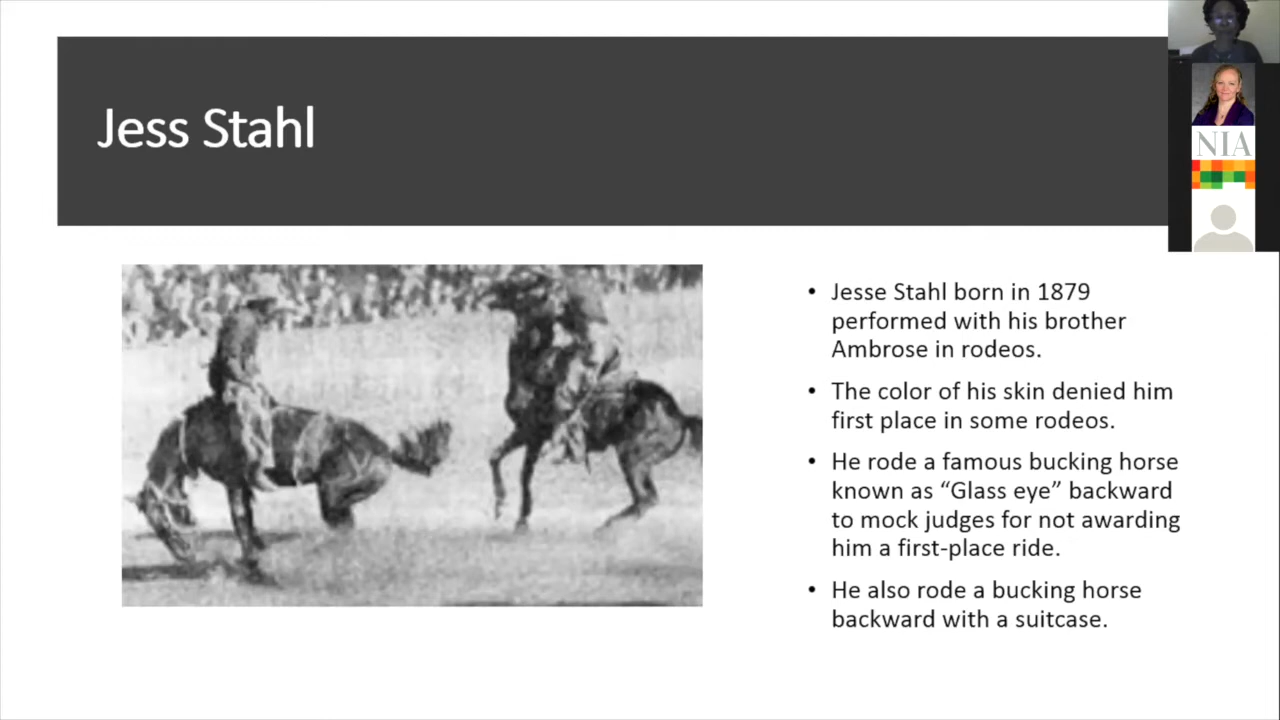 Jess Stahl
NIA
• Jesse Stahl born in 1879
performed with his brother
Ambrose in rodeos.
• The color of his skin denied him
first place in some rodeos.
• He rode a famous bucking horse
known as “Glass eye” backward
to mock judges for not awarding
him a first-place ride.
• He also rode a bucking horse
backward with a suitcase.